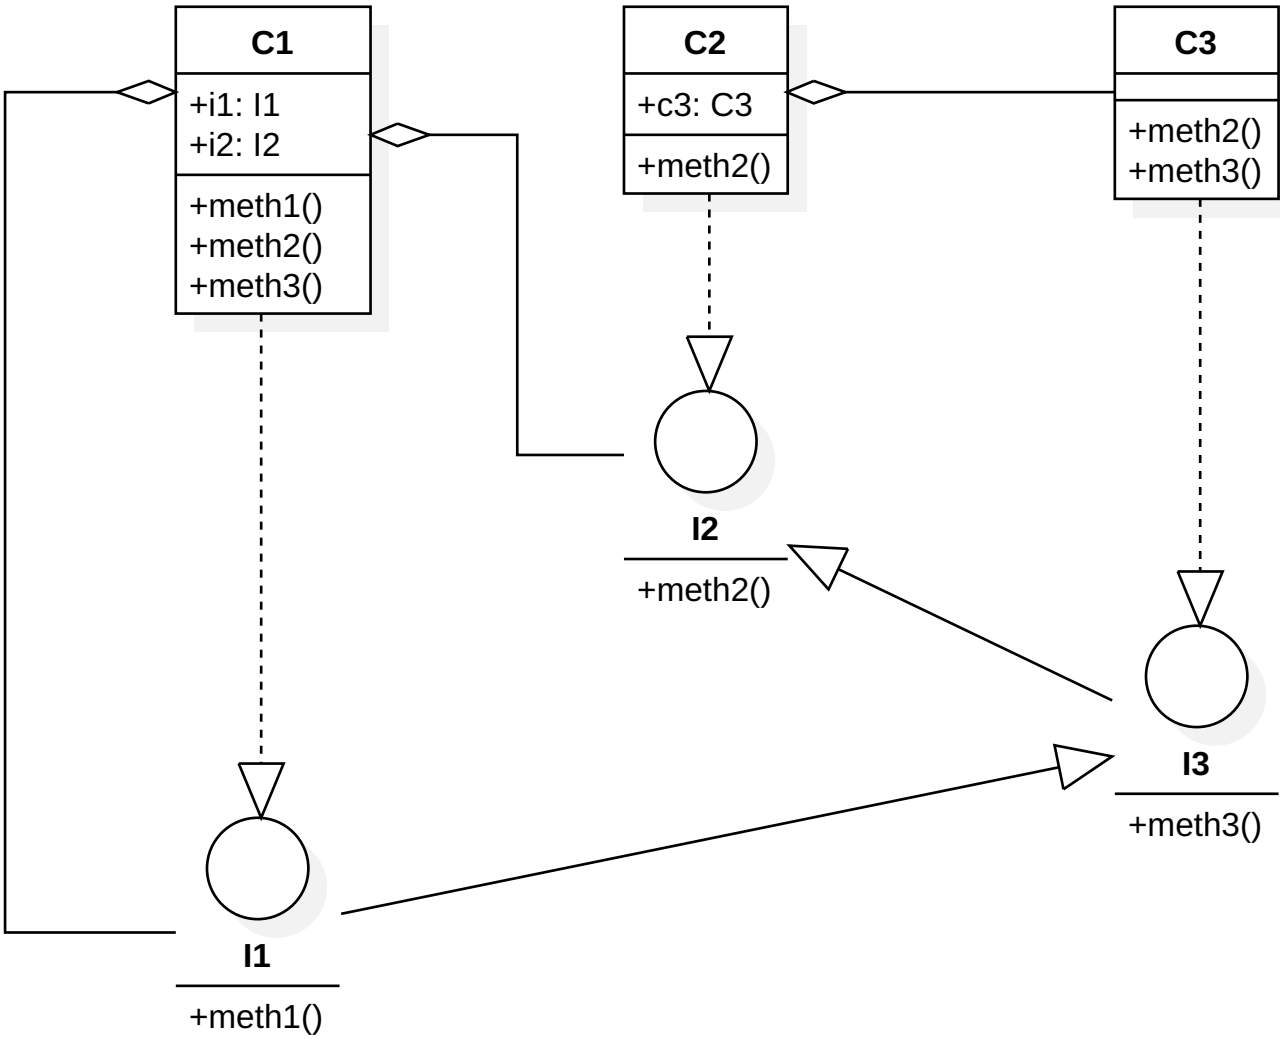 C1
+i1: I1
+i2: I2
+meth1()
+meth2()
+meth3()
C2
+c3: C3
+meth2()
C3
+meth2()
+meth3()
I2
+meth2()
I3
+meth3()
I1
+meth1()